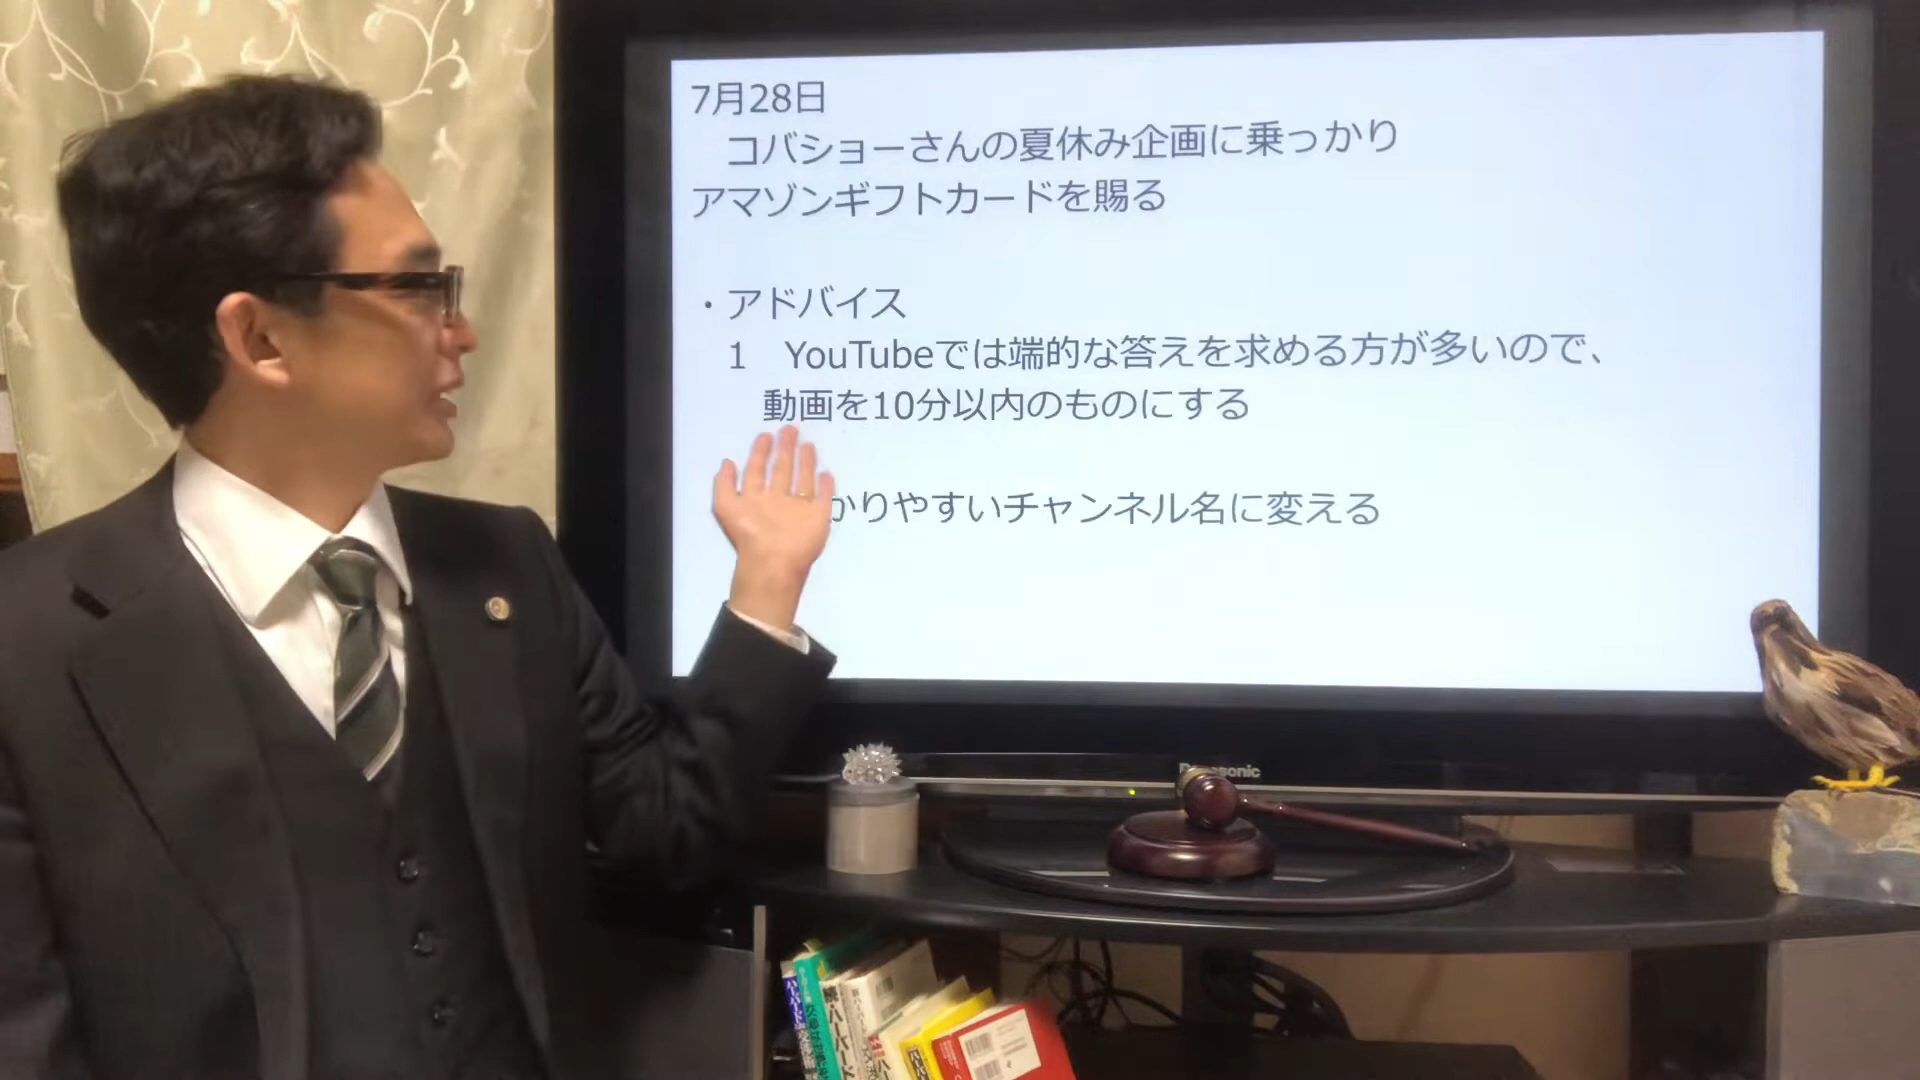 7月28日
コバショーさんの夏休み企画に乗っかり
アマゾンギフトカードを賜る
・アドバイス
1 YouTubeでは端的な答えを求める方が多いので、
動画を10分以内のものにする
かりやすいチャンネル名に変える
Panasonic